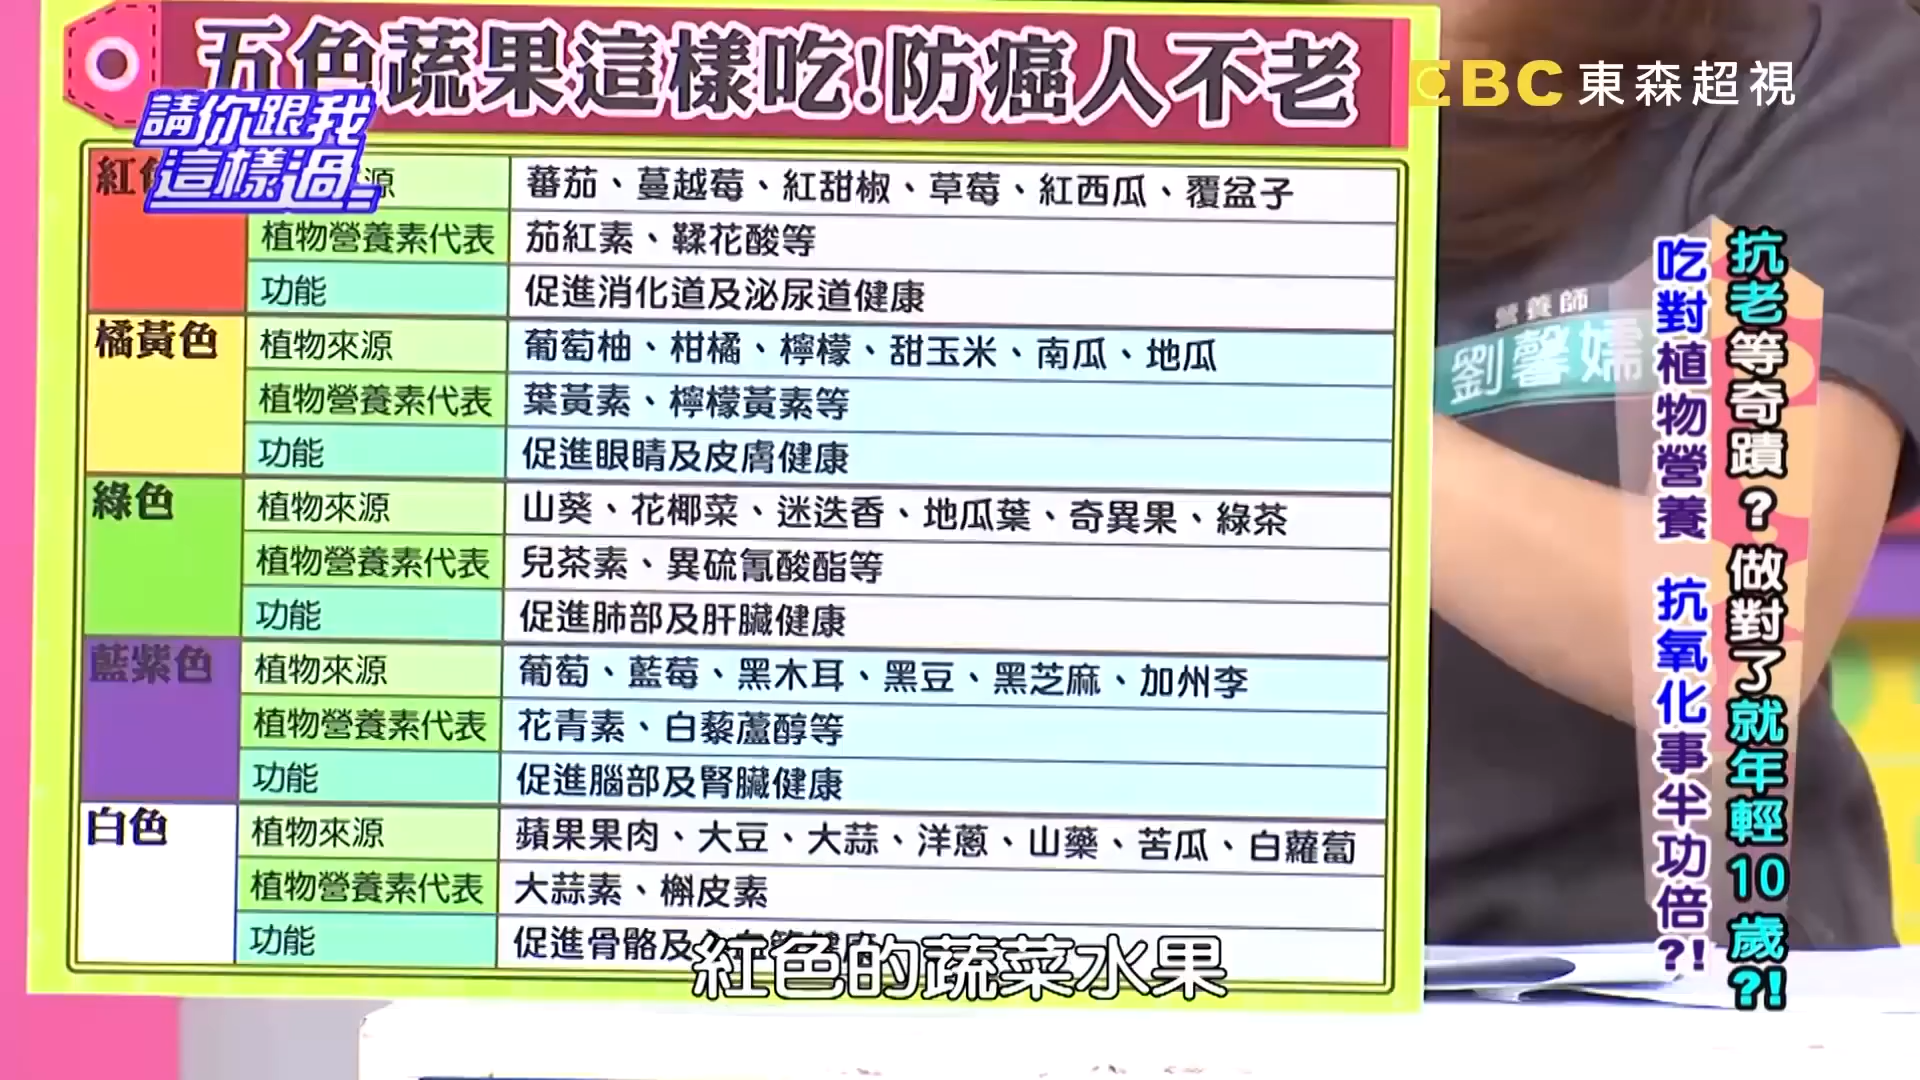 五色蔬果這樣吃!防癌人不老
EBC 東森超視
請你跟我
這樣過
紅色
源
蕃茄、蔓越莓、紅甜椒、草莓、紅西瓜、覆盆子
植物營養素代表
茄紅素、鞣花酸等
功能
促進消化道及泌尿道健康
橘黃色
植物來源
葡萄柚、柑橘、檸檬、甜玉米、南瓜、地瓜
植物營養素代表
葉黃素、檸檬黃素等
功能
促進眼睛及皮膚健康
綠色
植物來源
山葵、花椰菜、迷迭香、地瓜葉、奇異果、綠茶
植物營養素代表
兒茶素、異硫氰酸酯等
功能
促進肺部及肝臟健康
藍紫色
植物來源
葡萄、藍莓、黑木耳、黑豆、黑芝麻、加州李
植物營養素代表
花青素、白藜蘆醇等
功能
促進腦部及腎臟健康
白色
植物來源
蘋果果肉、大豆、大蒜、洋蔥、山藥、苦瓜、白蘿蔔
植物營養素代表
大蒜素、槲皮素
功能
促進骨骼及
紅色的蔬菜水果
營養師
劉馨嬬
抗老等奇蹟?做對了就年輕10歲?!
吃對植物營養 抗氧化事半功倍?!